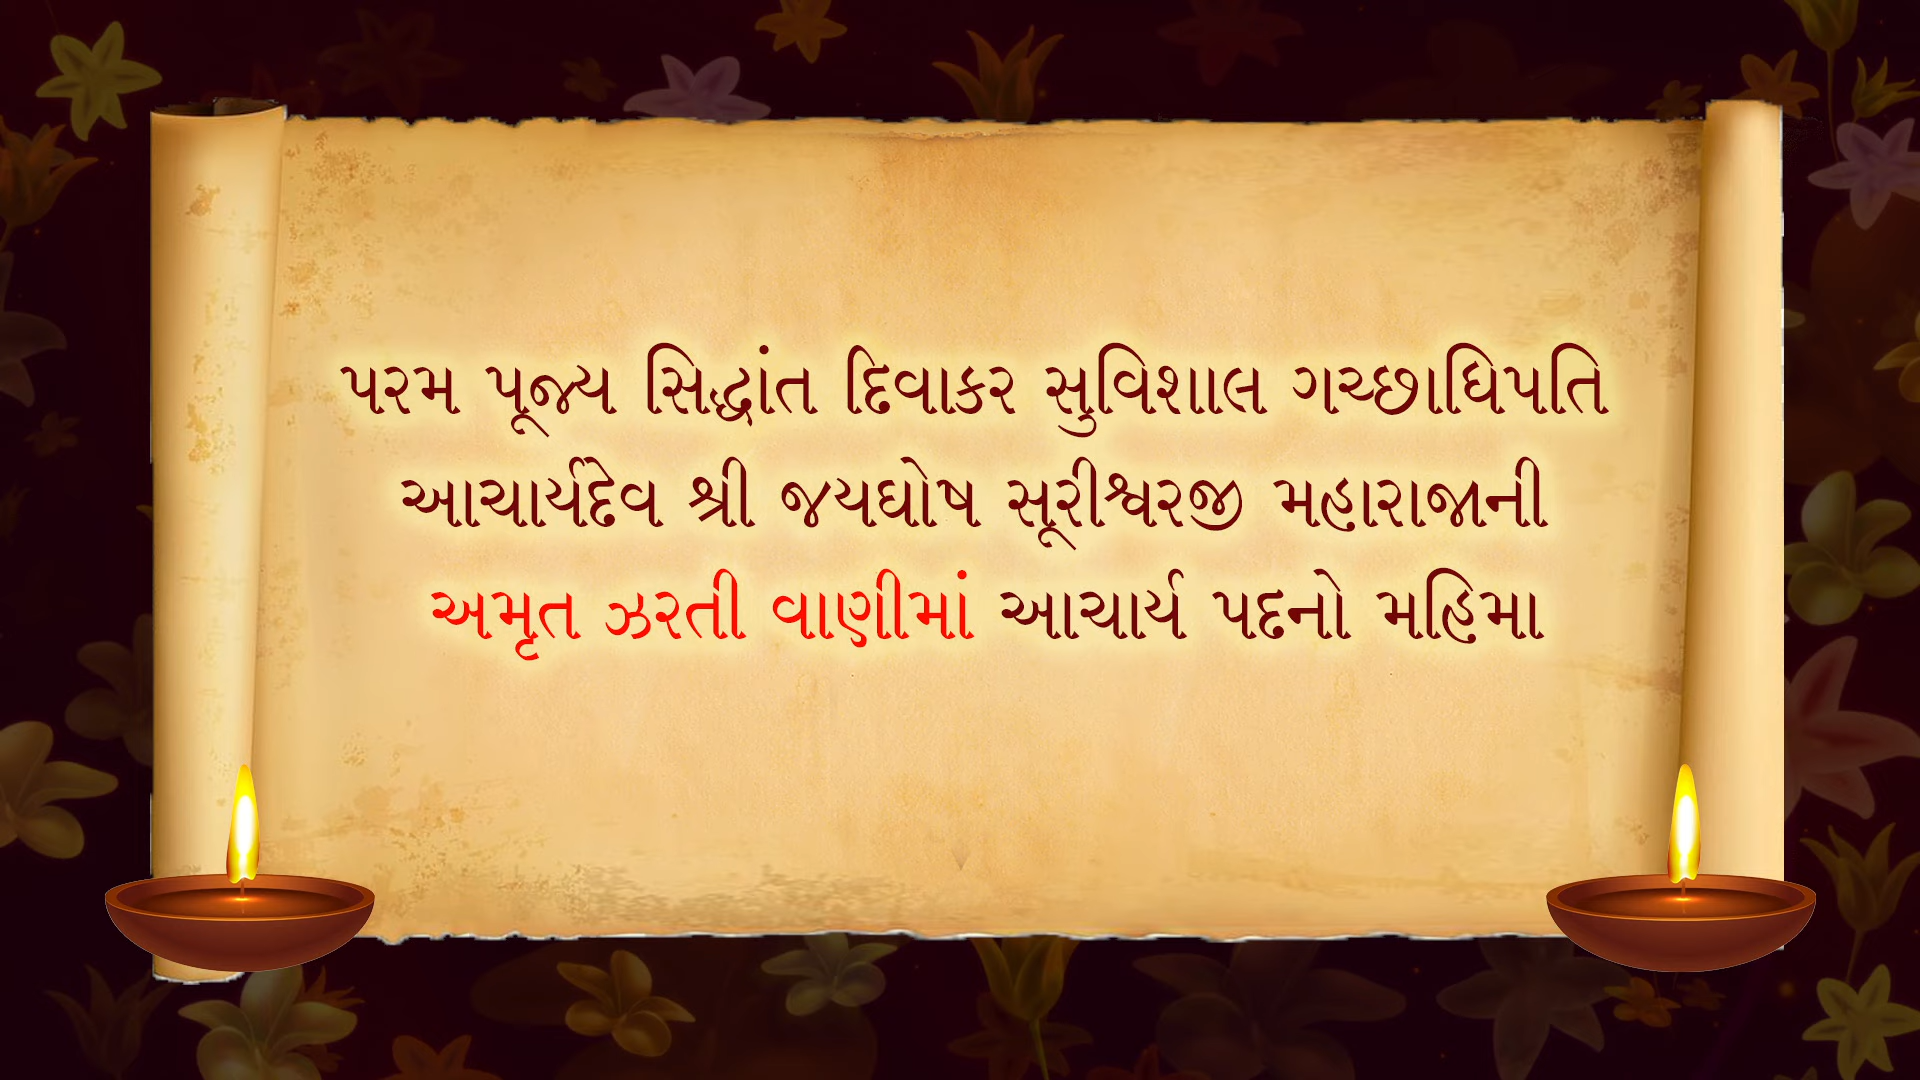 પરમ પૂજ્ય સિદ્ધાંત દિવાકર સુવિશાલ ગચ્છાધિપતિ
આચાર્યદેવ શ્રી જયઘોષ સૂરીશ્વરજી મહારાજાની
અમૃત ઝરતી વાણીમાં આચાર્ય પદનો મહિમા